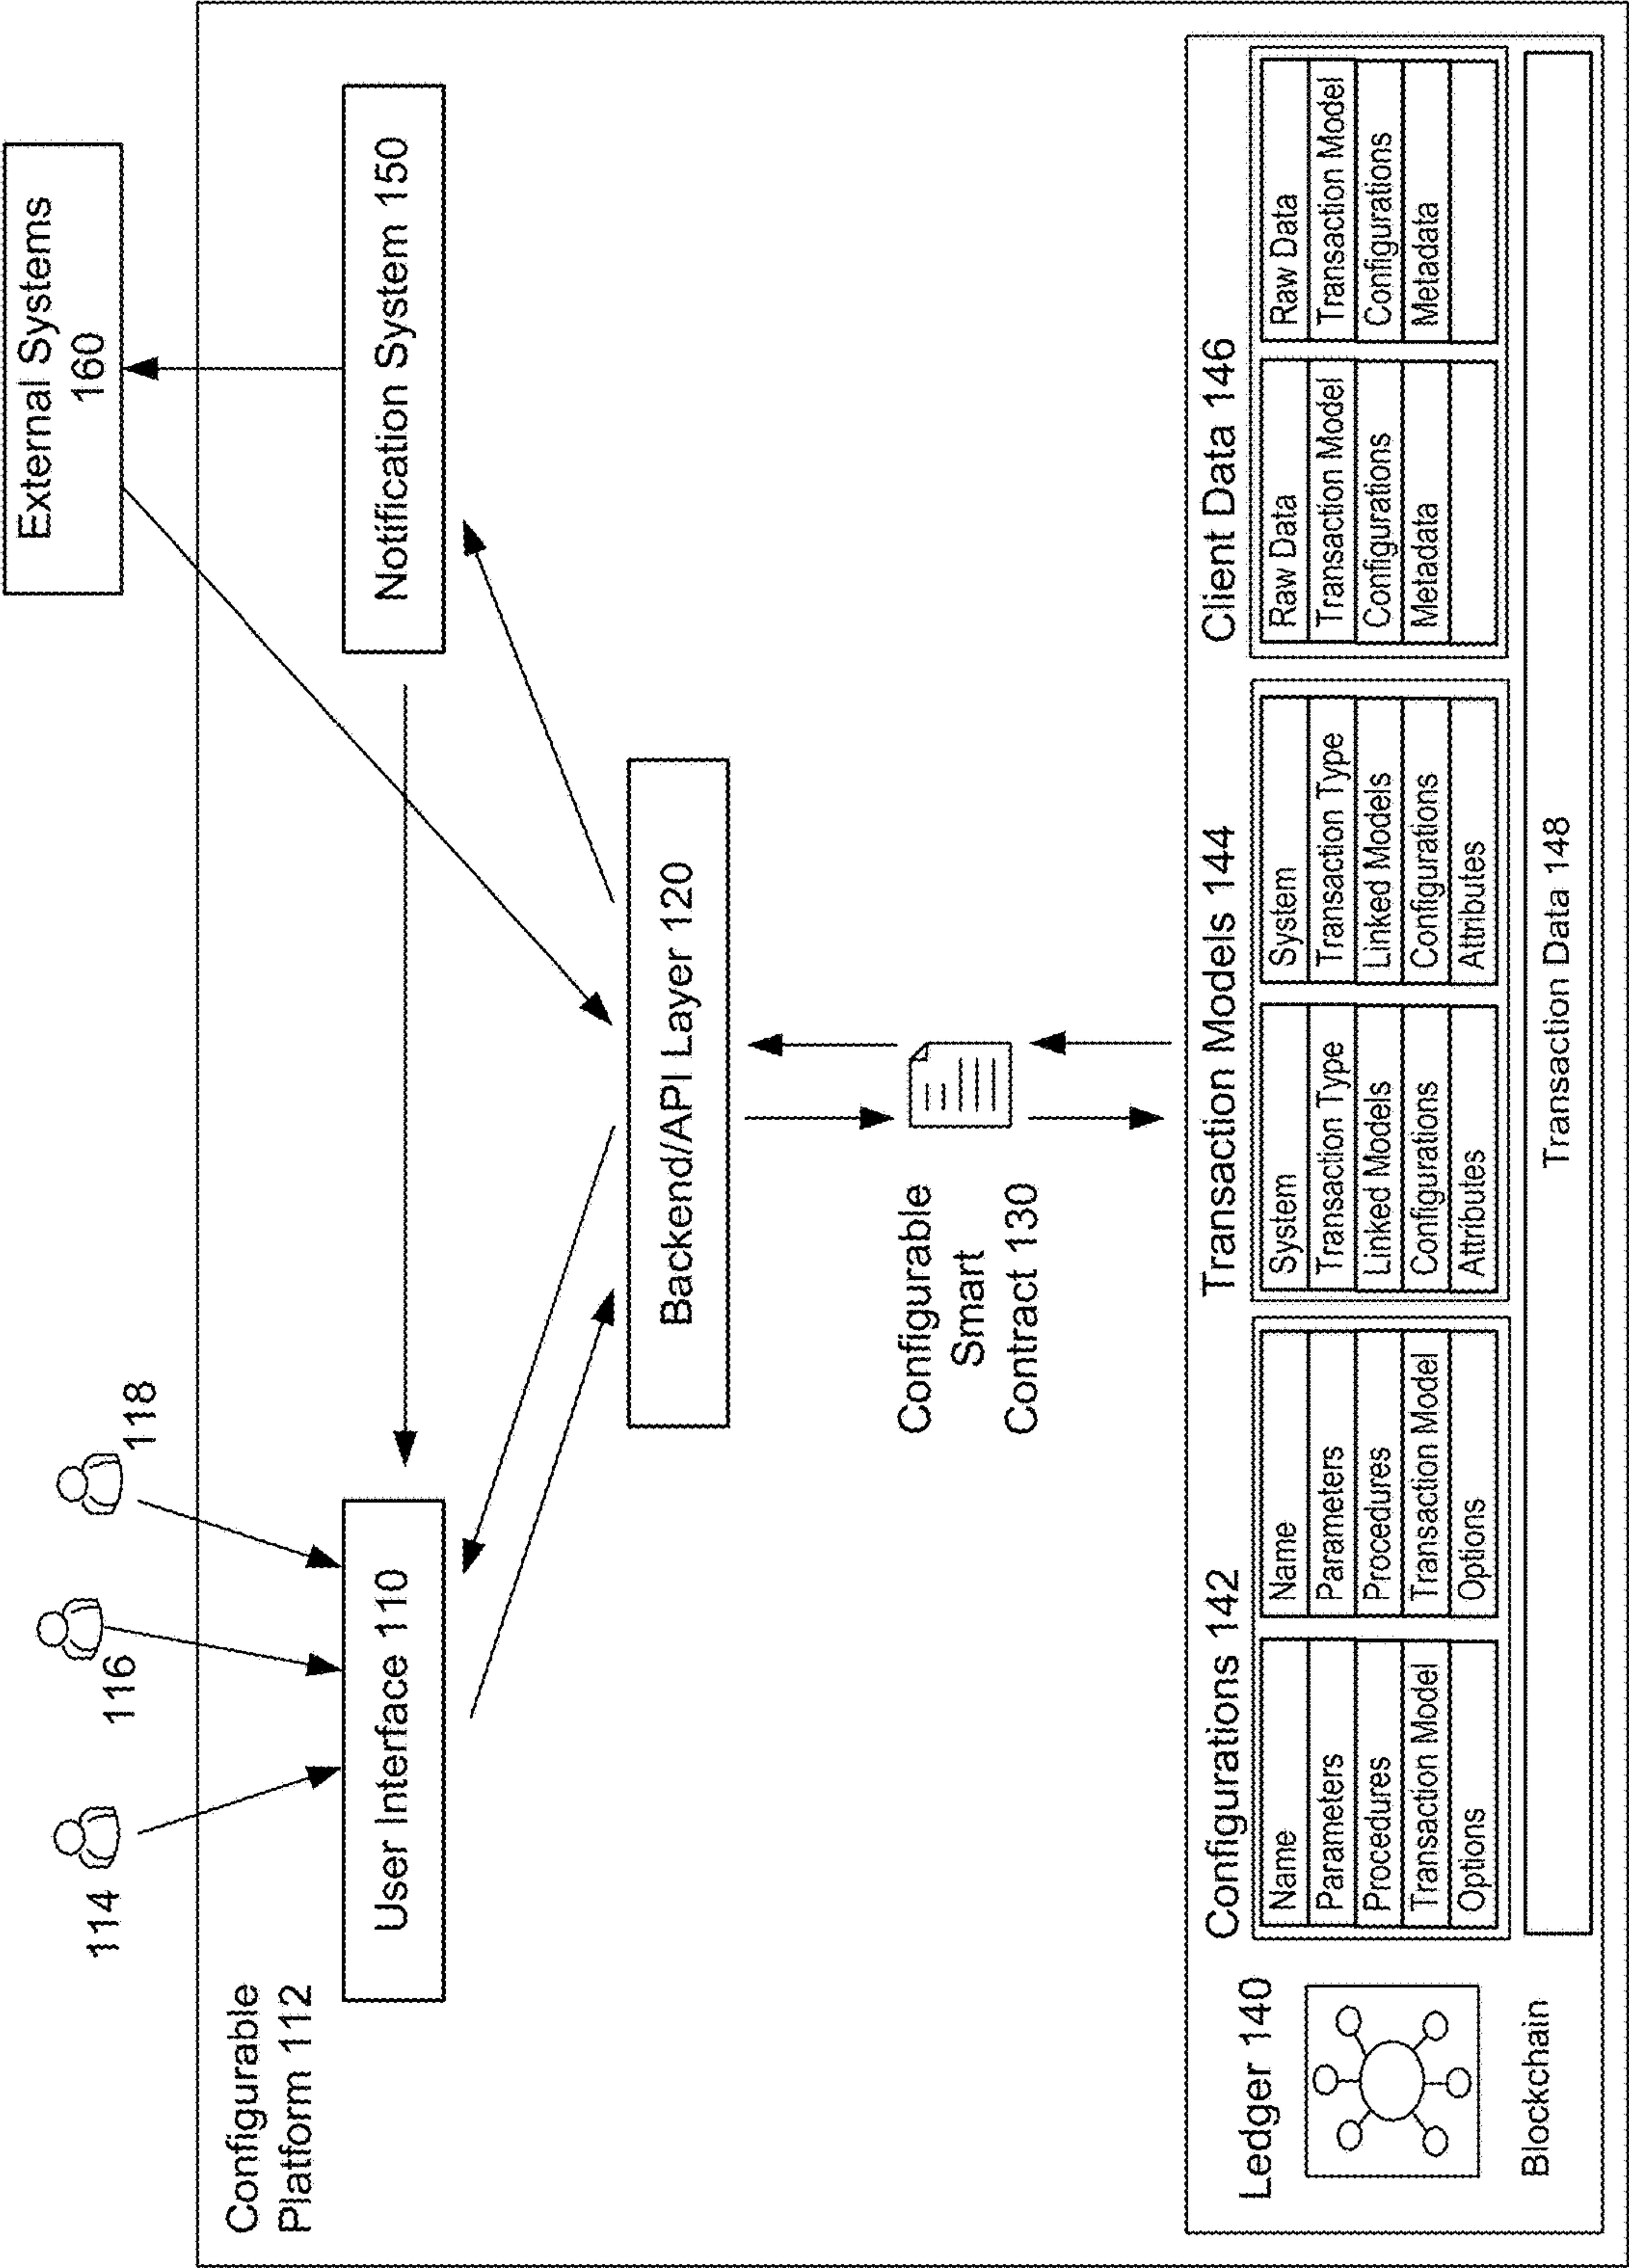 External Systems
160
114
116
118
Configurable
Platform 112
User Interface 110
Notification System 150
Backend/API Layer 120
Configurable
Smart
Contract 130
Ledger 140
Blockchain
Configurations 142
Name
Parameters
Procedures
Transaction Model
Options
Name
Parameters
Procedures
Transaction Model
Options
Transaction Models 144
System
Transaction Type
Linked Models
Configurations
Attributes
System
Transaction Type
Linked Models
Configurations
Attributes
Client Data 146
Raw Data
Transaction Model
Configurations
Metadata
Raw Data
Transaction Model
Configurations
Metadata
Transaction Data 148